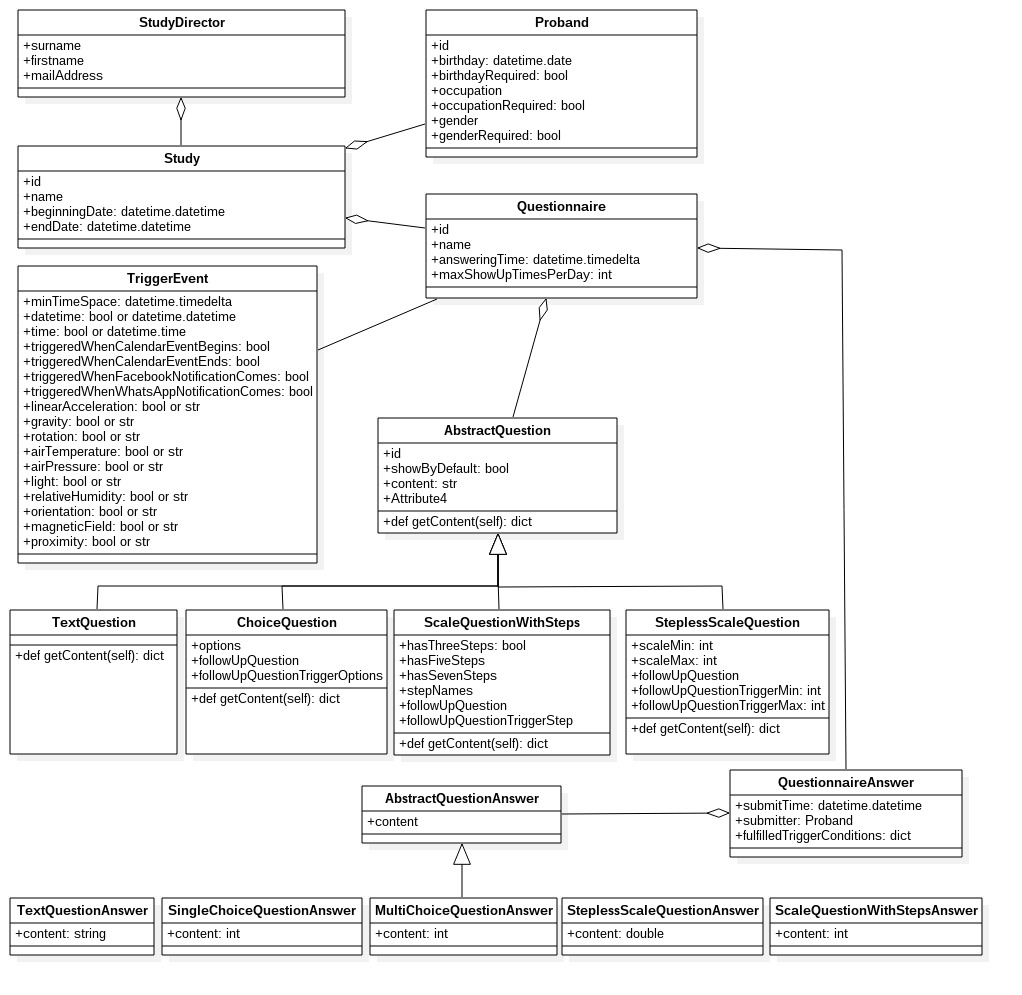 StudyDirector
+surname
+firstname
+mailAddress
Proband
+id
+birthday: datetime.date
+birthdayRequired: bool
+occupation
+occupationRequired: bool
+gender
+genderRequired: bool
Study
+id
+name
+beginningDate: datetime.datetime
+endDate: datetime.datetime
Questionnaire
+id
+name
+answeringTime: datetime.timedelta
+maxShowUpTimesPerDay: int
TriggerEvent
+minTimeSpace: datetime.timedelta
+datetime: bool or datetime.datetime
+time: bool or datetime.time
+triggeredWhenCalendarEventBegins: bool
+triggeredWhenCalendarEventEnds: bool
+triggeredWhenFacebookNotificationComes: bool
+triggeredWhenWhatsAppNotificationComes: bool
+linearAcceleration: bool or str
+gravity: bool or str
+rotation: bool or str
+airTemperature: bool or str
+airPressure: bool or str
+light: bool or str
+relativeHumidity: bool or str
+orientation: bool or str
+magneticField: bool or str
+proximity: bool or str
AbstractQuestion
+id
+showByDefault: bool
+content: str
+Attribute4
+def getContent(self): dict
TextQuestion
+def getContent(self): dict
ChoiceQuestion
+options
+followUpQuestion
+followUpQuestionTriggerOptions
+def getContent(self): dict
ScaleQuestionWithSteps
+hasThreeSteps: bool
+hasFiveSteps
+hasSevenSteps
+stepNames
+followUpQuestion
+followUpQuestionTriggerStep
+def getContent(self): dict
SteplessScaleQuestion
+scaleMin: int
+scaleMax: int
+followUpQuestion
+followUpQuestionTriggerMin: int
+followUpQuestionTriggerMax: int
+def getContent(self): dict
AbstractQuestionAnswer
+content
QuestionnaireAnswer
+submitTime: datetime.datetime
+submitter: Proband
+fulfilledTriggerConditions: dict
TextQuestionAnswer
+content: string
SingleChoiceQuestionAnswer
+content: int
MultiChoiceQuestionAnswer
+content: int
SteplessScaleQuestionAnswer
+content: double
ScaleQuestionWithStepsAnswer
+content: int